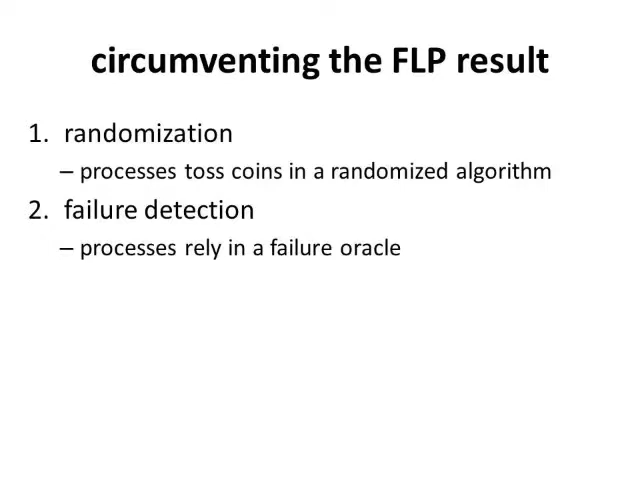 circumventing the FLP result
1. randomization
– processes toss coins in a randomized algorithm
2. failure detection
– processes rely in a failure oracle